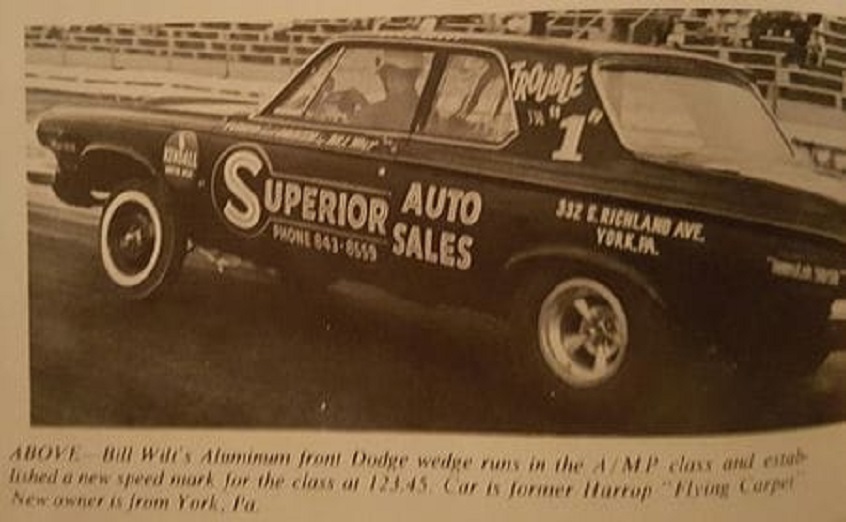 TROUBLE
"1"
KENDALL
SUPERIOR AUTO SALES
PHONE 843-8559
332 S. RICHLAND AVE.
YORK, PA.
ABOVE - Bill Wilt's Aluminum front Dodge wedge runs in the A/MP class and estab-
lished a new speed mark for the class at 123.45. Car is former Harrop "Flying Carpet"
New owner is from York, Pa.